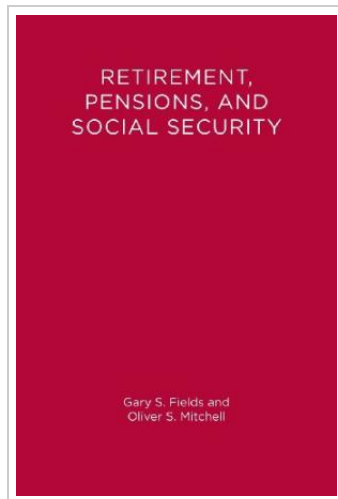 RETIREMENT,
PENSIONS, AND
SOCIAL SECURITY
Gary S. Fields and
Oliver S. Mitchell